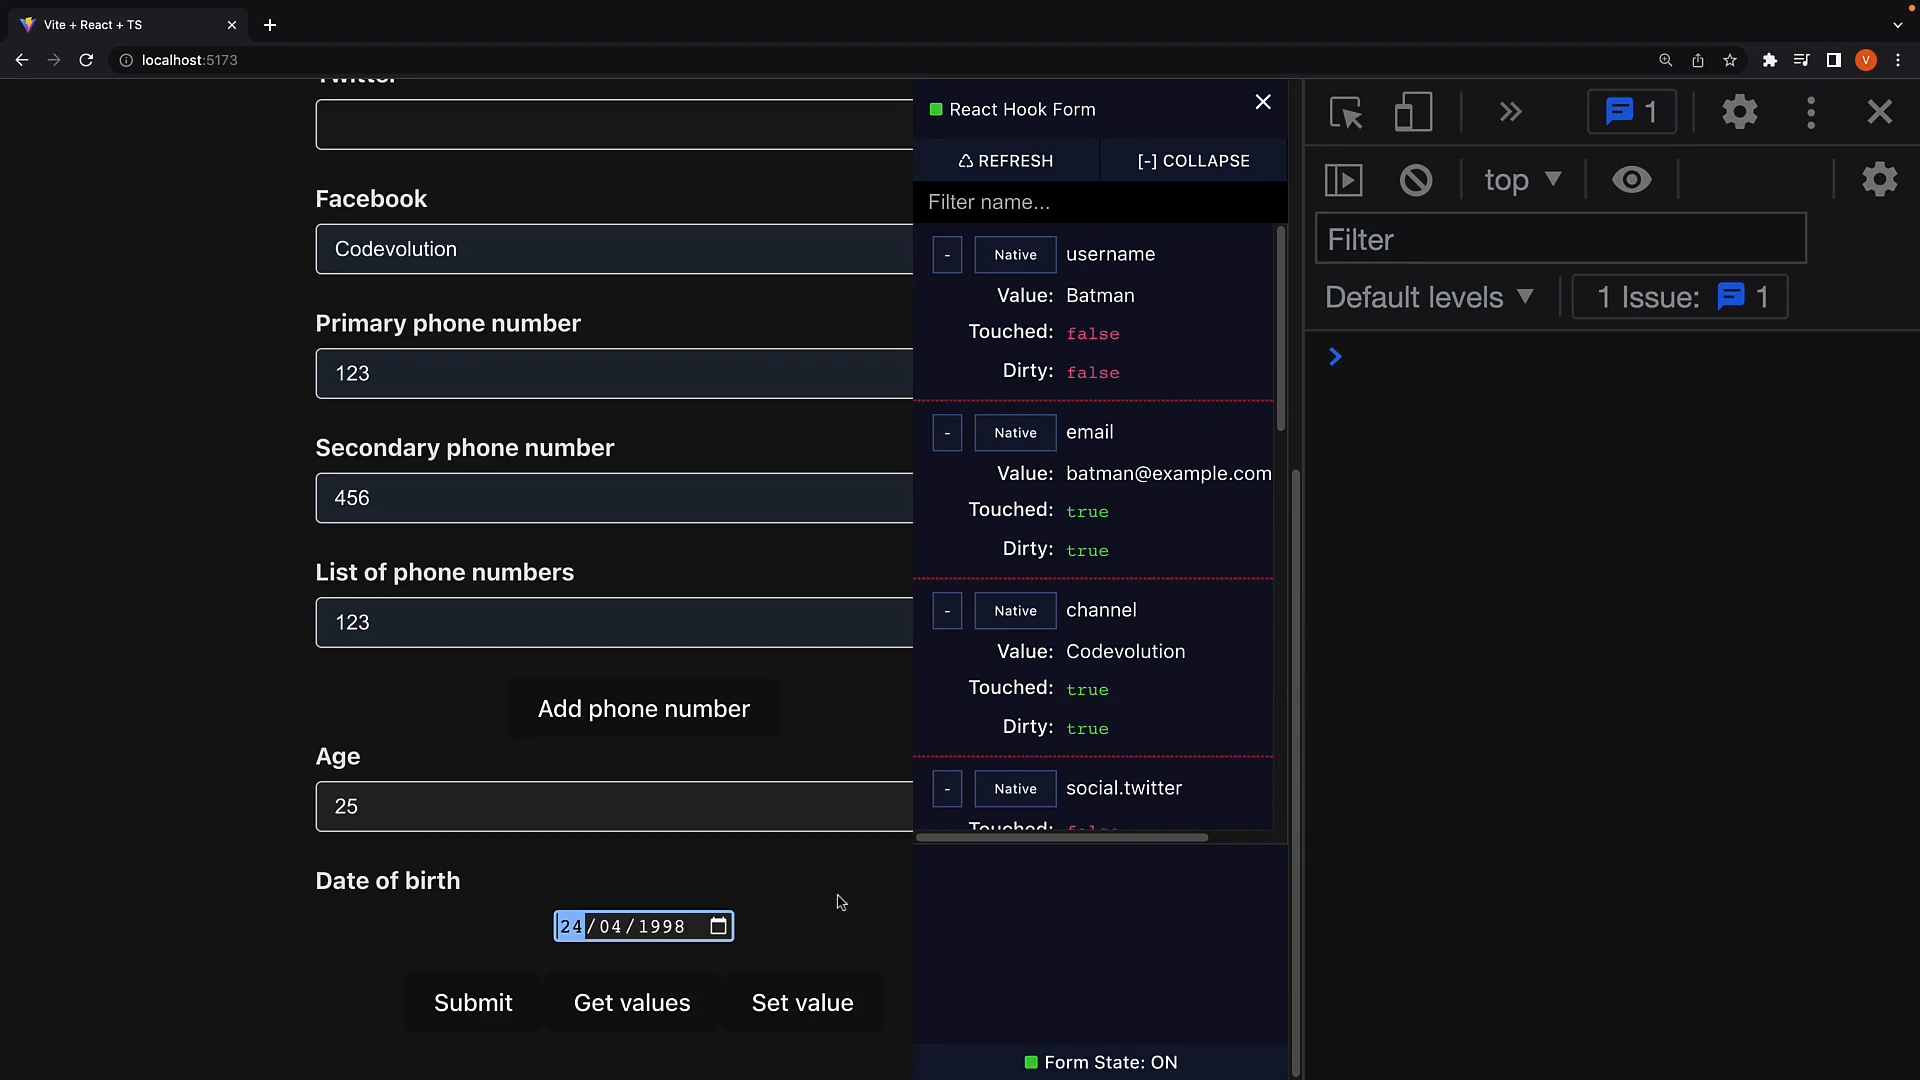 Vite + React + TS
localhost:5173
V
Twitter
Facebook
Codevolution
Primary phone number
123
Secondary phone number
456
List of phone numbers
123
Add phone number
Age
25
Date of birth
24/04/1998
Submit
Get values
Set value
React Hook Form
REFRESH
[-] COLLAPSE
Filter name...
- Native username
Value: Batman
Touched: false
Dirty: false
- Native email
Value: batman@example.com
Touched: true
Dirty: true
- Native channel
Value: Codevolution
Touched: true
Dirty: true
- Native social.twitter
Touched: false
Form State: ON
1
top
Filter
Default levels
1 Issue: 1